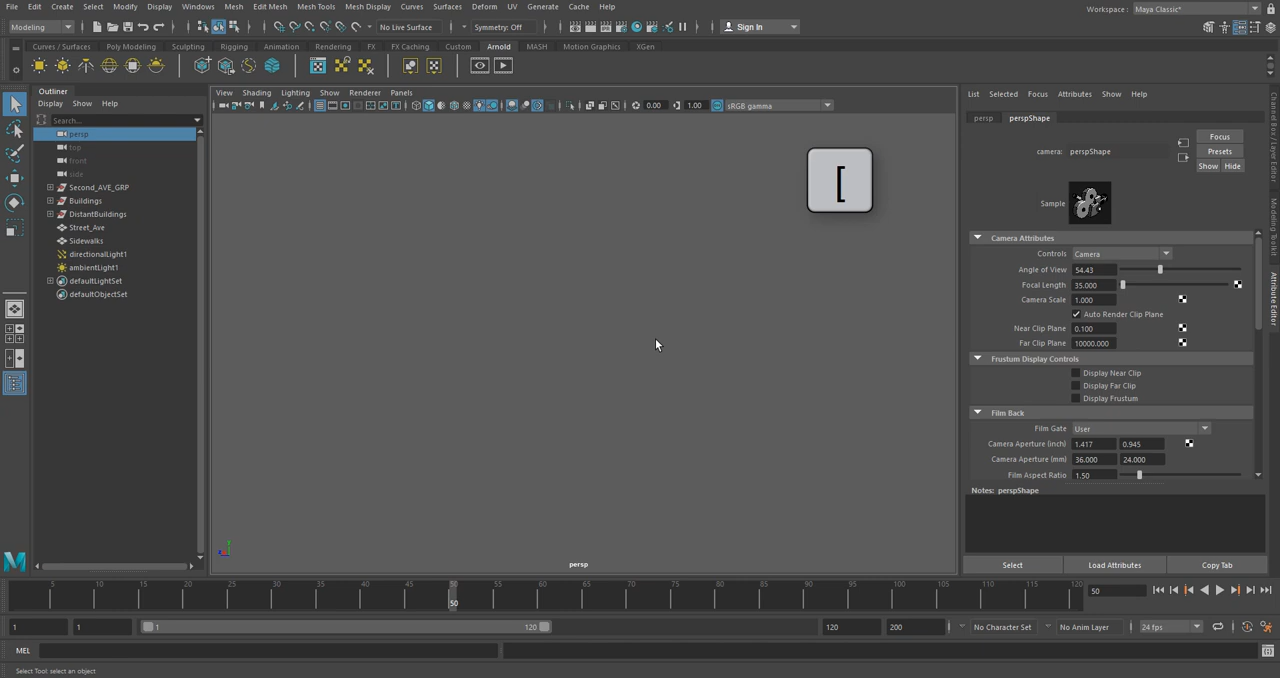 File Edit Create Select Modify Display Windows Mesh Edit Mesh Mesh Tools Mesh Display Curves Surfaces Deform UV Generate Cache Help
Workspace : Maya Classic*
Modeling
No Live Surface
Symmetry: Off
Sign In
Curves / Surfaces Poly Modeling Sculpting Rigging Animation Rendering FX FX Caching Custom Arnold MASH Motion Graphics XGen
Outliner
Display Show Help
Search...
persp
top
front
side
Second_AVE_GRP
Buildings
DistantBuildings
Street_Ave
Sidewalks
directionalLight1
ambientLight1
defaultLightSet
defaultObjectSet
View Shading Lighting Show Renderer Panels
0.00 1.00 sRGB gamma
[
persp
List Selected Focus Attributes Show Help
persp perspShape
Focus
camera: perspShape
Presets
Show Hide
Sample
Camera Attributes
Controls Camera
Angle of View 54.43
Focal Length 35.000
Camera Scale 1.000
Auto Render Clip Plane
Near Clip Plane 0.100
Far Clip Plane 10000.000
Frustum Display Controls
Display Near Clip
Display Far Clip
Display Frustum
Film Back
Film Gate User
Camera Aperture (inch) 1.417 0.945
Camera Aperture (mm) 36.000 24.000
Film Aspect Ratio 1.50
Notes: perspShape
Select Load Attributes Copy Tab
Channel Box / Layer Editor
Modeling Toolkit
Attribute Editor
5 10 15 20 25 30 35 40 45 50 55 60 65 70 75 80 85 90 95 100 105 110 115 120
50
50
1 1 1 120 120 200 No Character Set No Anim Layer 24 fps
MEL
Select Tool: select an object